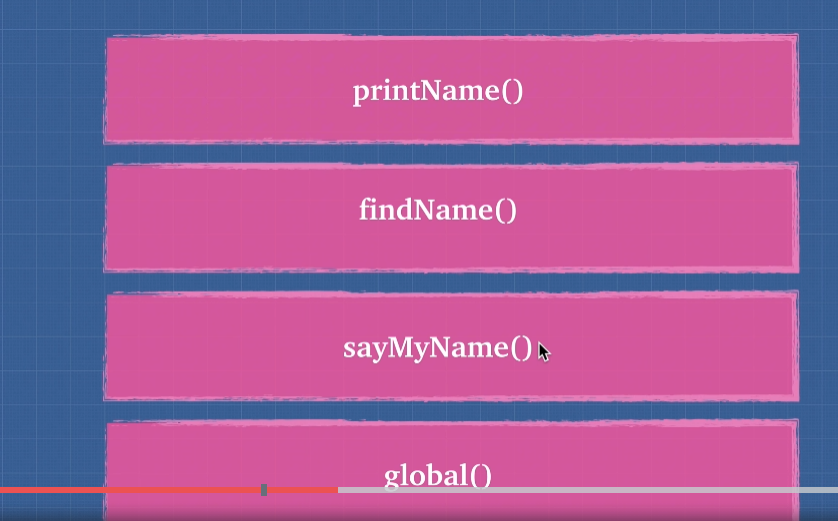 printName()
findName()
sayMyName()
global()